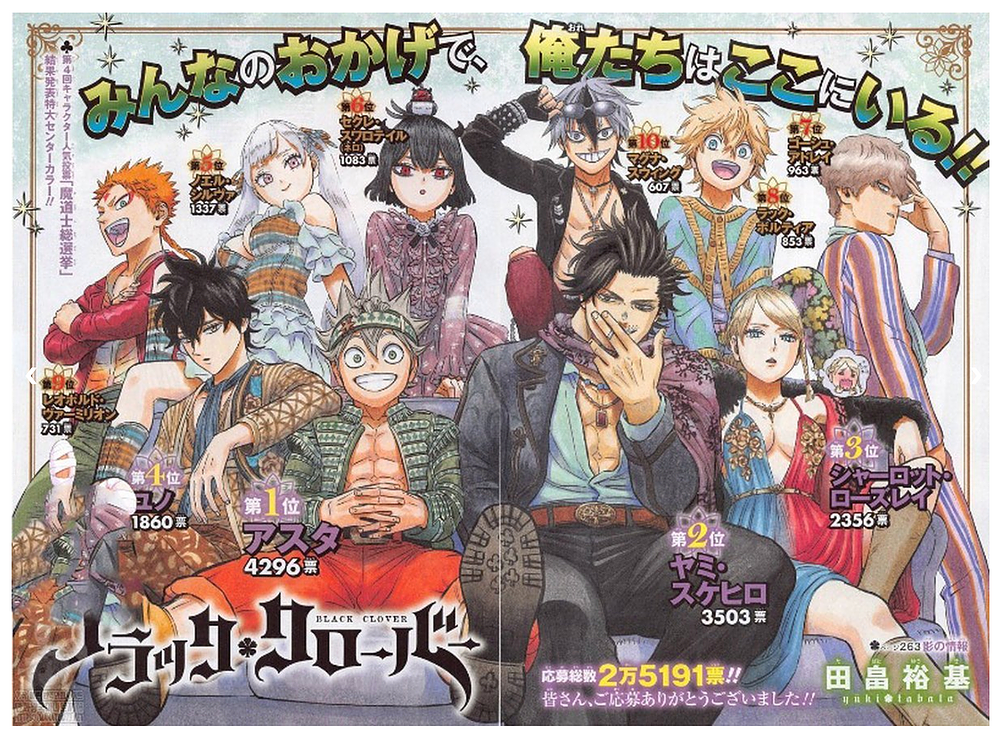 みんなのおかげで、俺たちはここにいる!!
♣第4回キャラクター人気投票「魔道士総選挙」
結果発表特大センターカラー!!
第5位
ノエル・
シルヴァ
1337票
第6位
セクレ・
スワロテイル
(ネロ)
1083票
第10位
マグナ・
スウィング
607票
第7位
ゴーシュ・
アドレイ
963票
第8位
ラック・
ボルティア
853票
第9位
レオポルド・
ヴァーミリオン
731票
第4位
ユノ
1860票
第1位
アスタ
4296票
第2位
ヤミ・
スケヒロ
3503票
第3位
シャーロット・
ローズレイ
2356票
BLACK CLOVER
ブラック・クローバー
応募総数2万5191票!!
皆さん、ご応募ありがとうございました!!
ページ263 影の情報
田畠裕基
yuki tabata